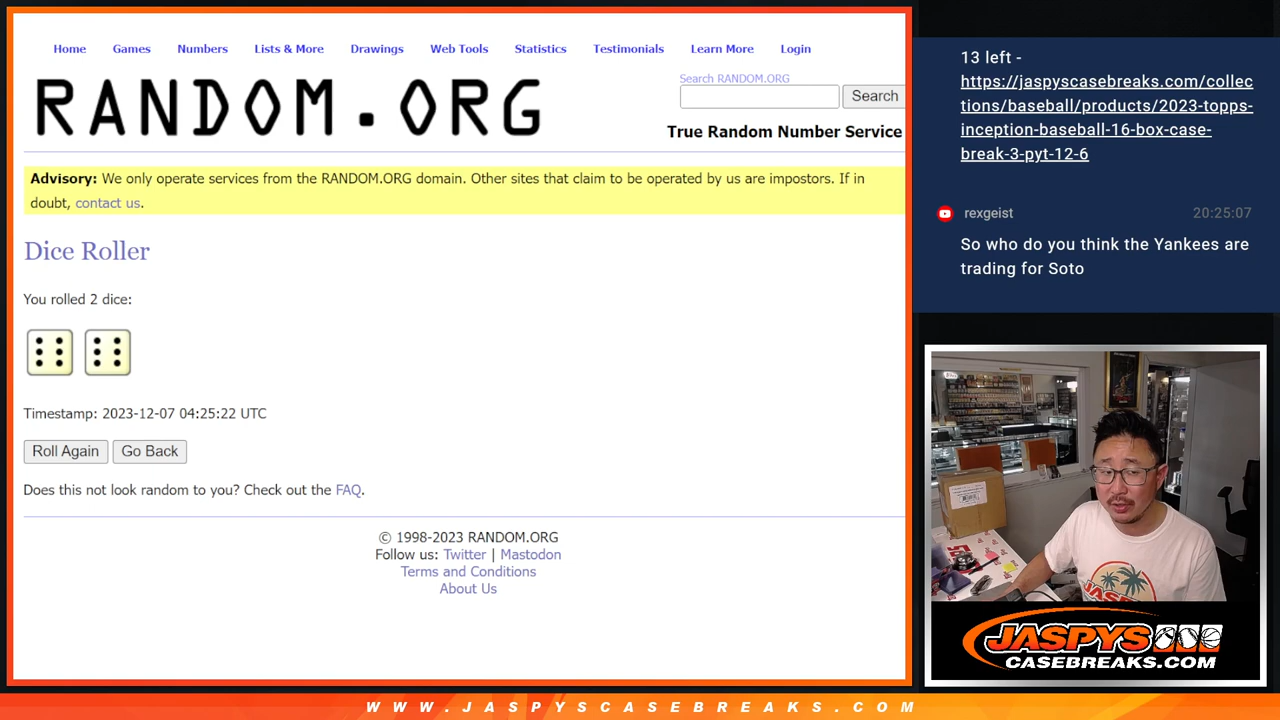 Home Games Numbers Lists & More Drawings Web Tools Statistics Testimonials Learn More Login
RANDOM.ORG
Search RANDOM.ORG
Search
True Random Number Service
Advisory: We only operate services from the RANDOM.ORG domain. Other sites that claim to be operated by us are impostors. If in
doubt, contact us.
Dice Roller
You rolled 2 dice:
Timestamp: 2023-12-07 04:25:22 UTC
Roll Again Go Back
Does this not look random to you? Check out the FAQ.
© 1998-2023 RANDOM.ORG
Follow us: Twitter | Mastodon
Terms and Conditions
About Us
13 left -
https://jaspyscasebreaks.com/collec
tions/baseball/products/2023-topps-
inception-baseball-16-box-case-
break-3-pyt-12-6
rexgeist 20:25:07
So who do you think the Yankees are
trading for Soto
JASPYS
CASEBREAKS.COM
WWW.JASPYSCASEBREAKS.COM